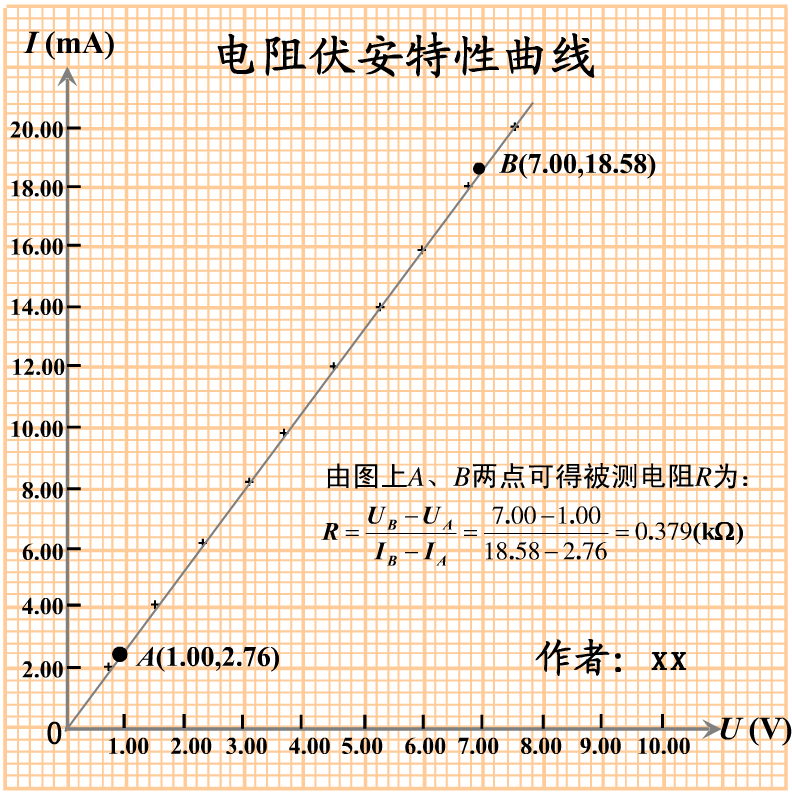 I (mA)
电阻伏安特性曲线
20.00
B(7.00,18.58)
18.00
16.00
14.00
12.00
10.00
由图上A、B两点可得被测电阻R为：
8.00
R = (U_B − U_A)/(I_B − I_A) = (7.00 − 1.00)/(18.58 − 2.76) = 0.379(kΩ)
6.00
4.00
A(1.00,2.76)
作者：xx
2.00
0
U (V)
1.00 2.00 3.00 4.00 5.00 6.00 7.00 8.00 9.00 10.00